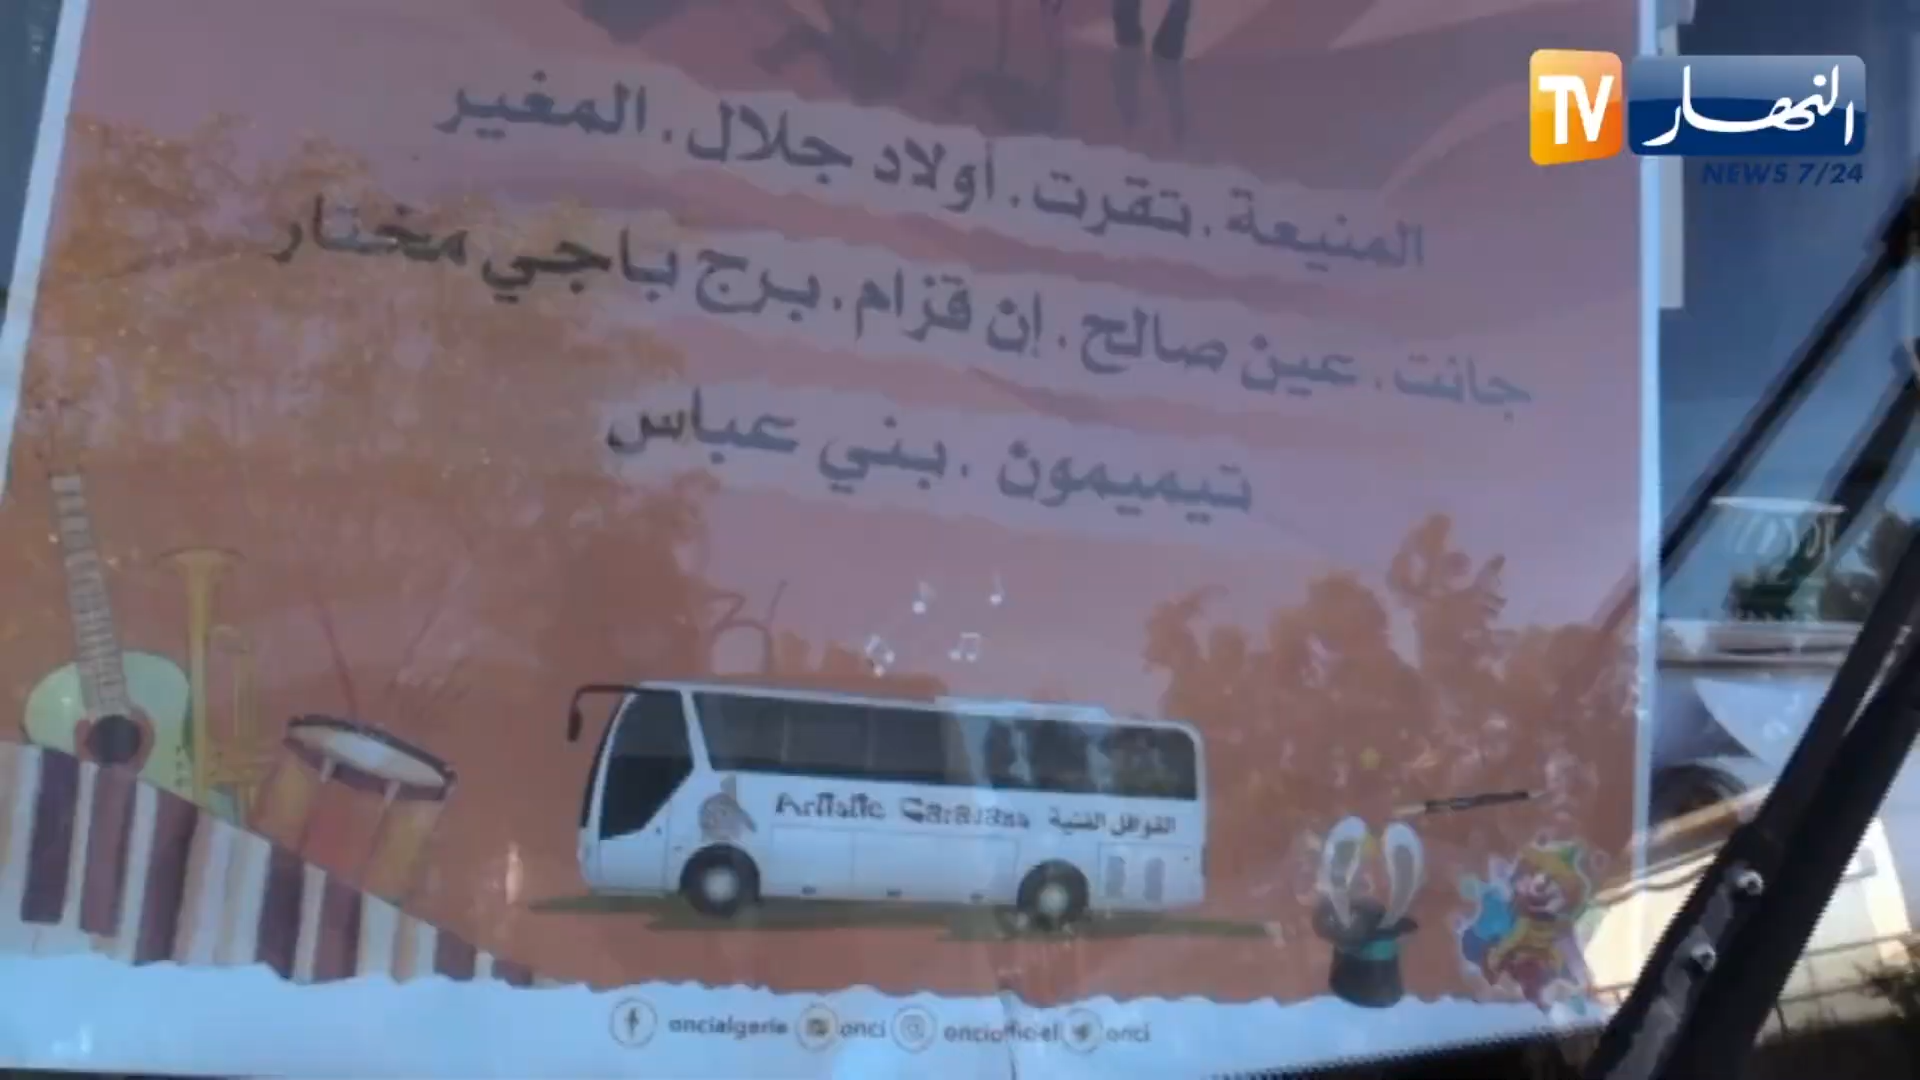 TV النهار
NEWS 7/24
المنيعة . تقرت . أولاد جلال . المغير
جانت . عين صالح . إن قزام . برج باجي مختار
تيميمون . بني عباس
Artistic Caravans القوافل الفنية
oncialgerie onci onciofficiel onci